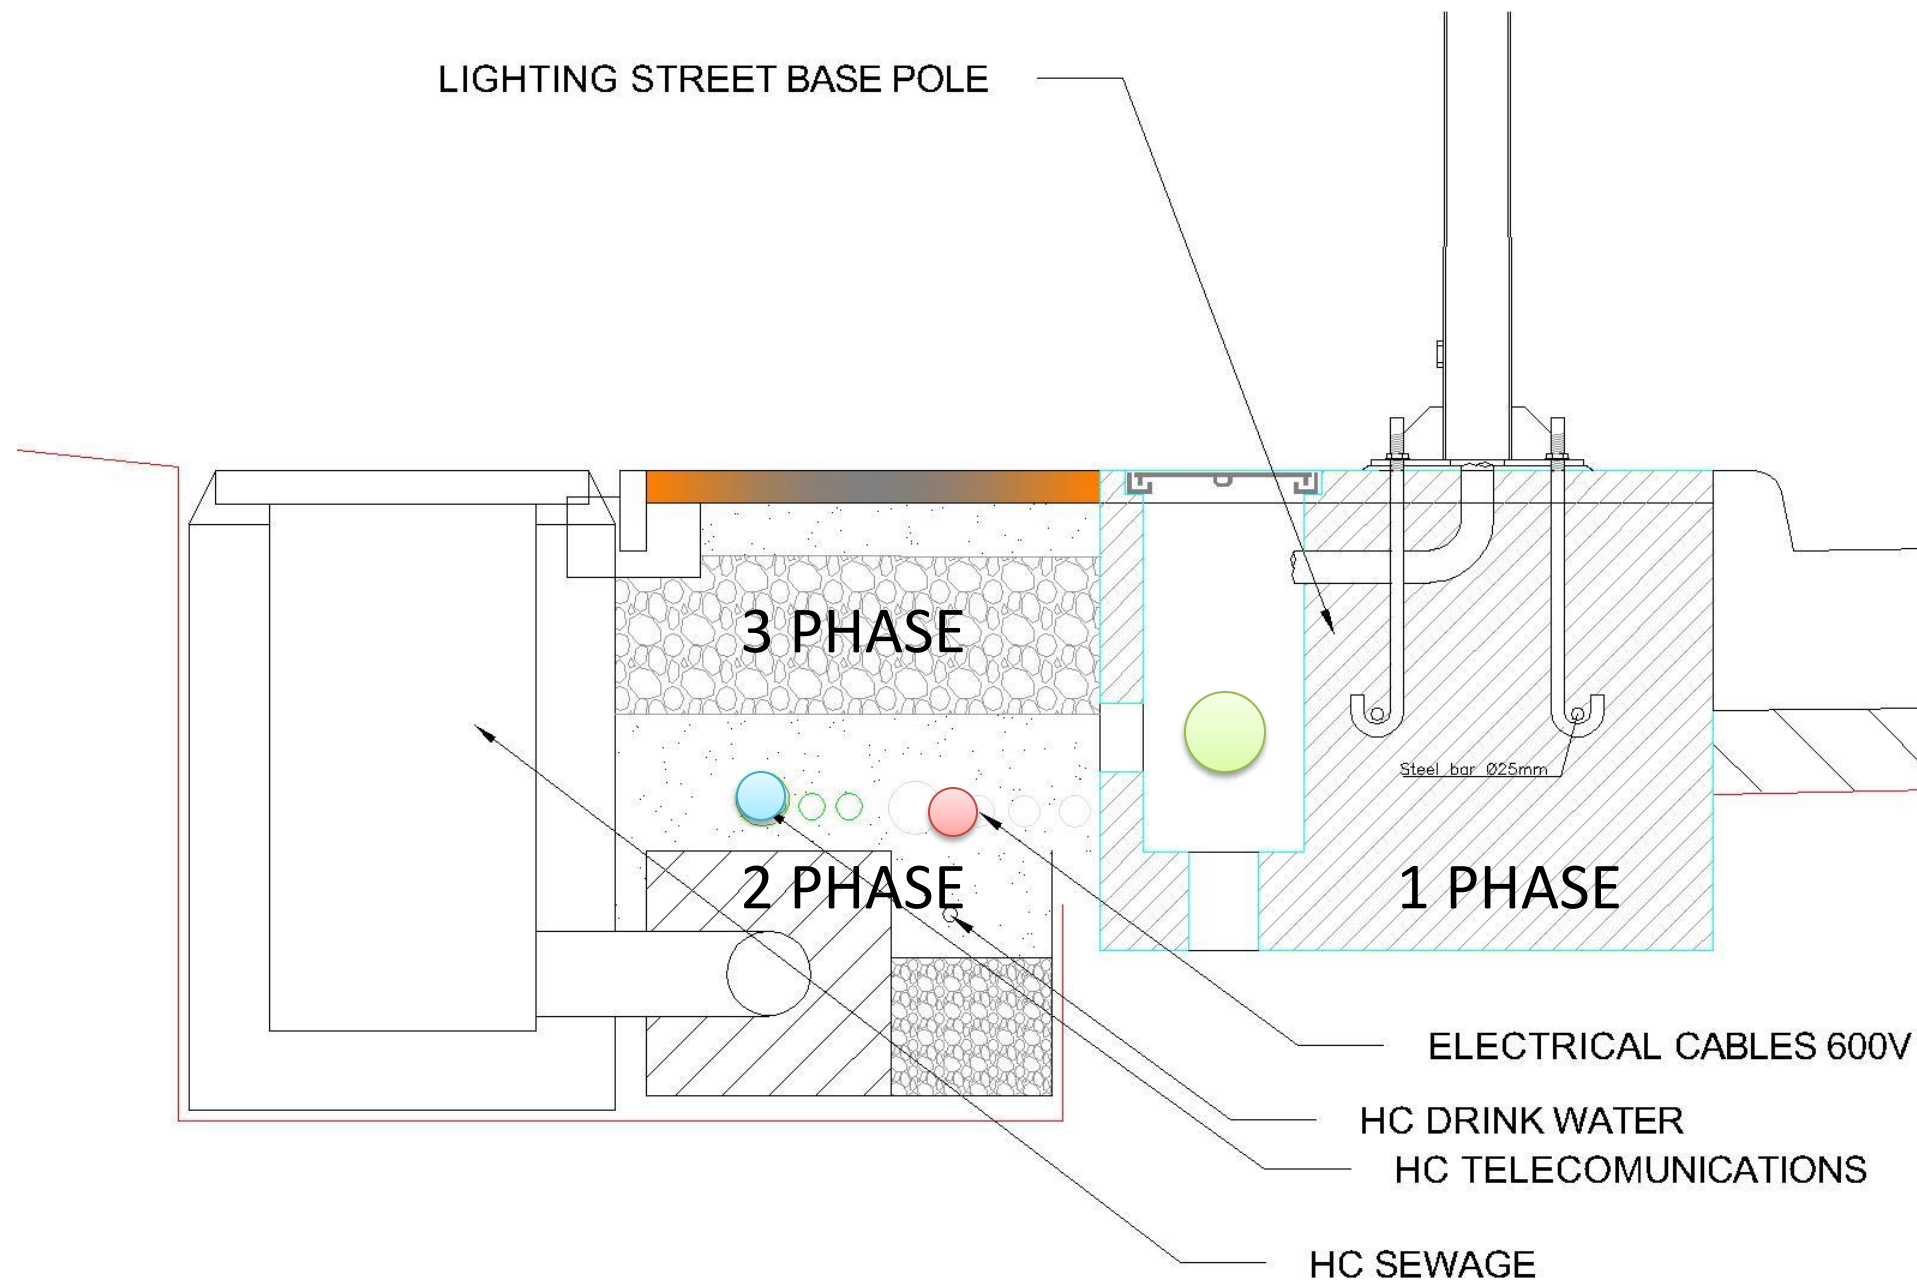 LIGHTING STREET BASE POLE
3 PHASE
Steel bar Ø25mm
2 PHASE
1 PHASE
ELECTRICAL CABLES 600V
HC DRINK WATER
HC TELECOMUNICATIONS
HC SEWAGE